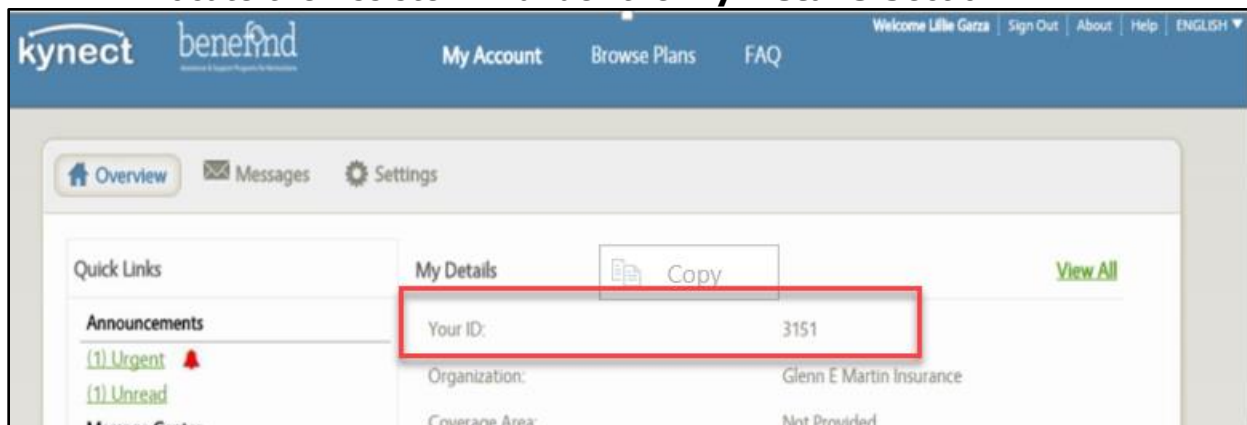 Welcome Lillie Garza | Sign Out | About | Help | ENGLISH ▼
kynect benefind My Account Browse Plans FAQ
Overview Messages Settings
Quick Links
My Details Copy View All
Announcements
Your ID: 3151
(1) Urgent
Organization: Glenn E Martin Insurance
(1) Unread
Coverage Area: Not Provided